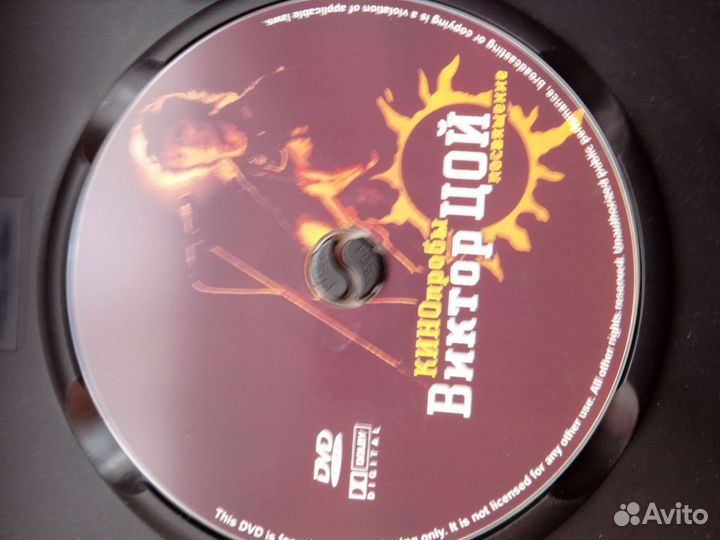 КИНОпробы
Виктор ЦОЙ
посвящение
DVD
DOLBY
DIGITAL
This DVD is for only. It is not licensed for any other use. All other rights reserved. Unauthorized public performance, broadcasting or copying is a violation of applicable laws.
Avito